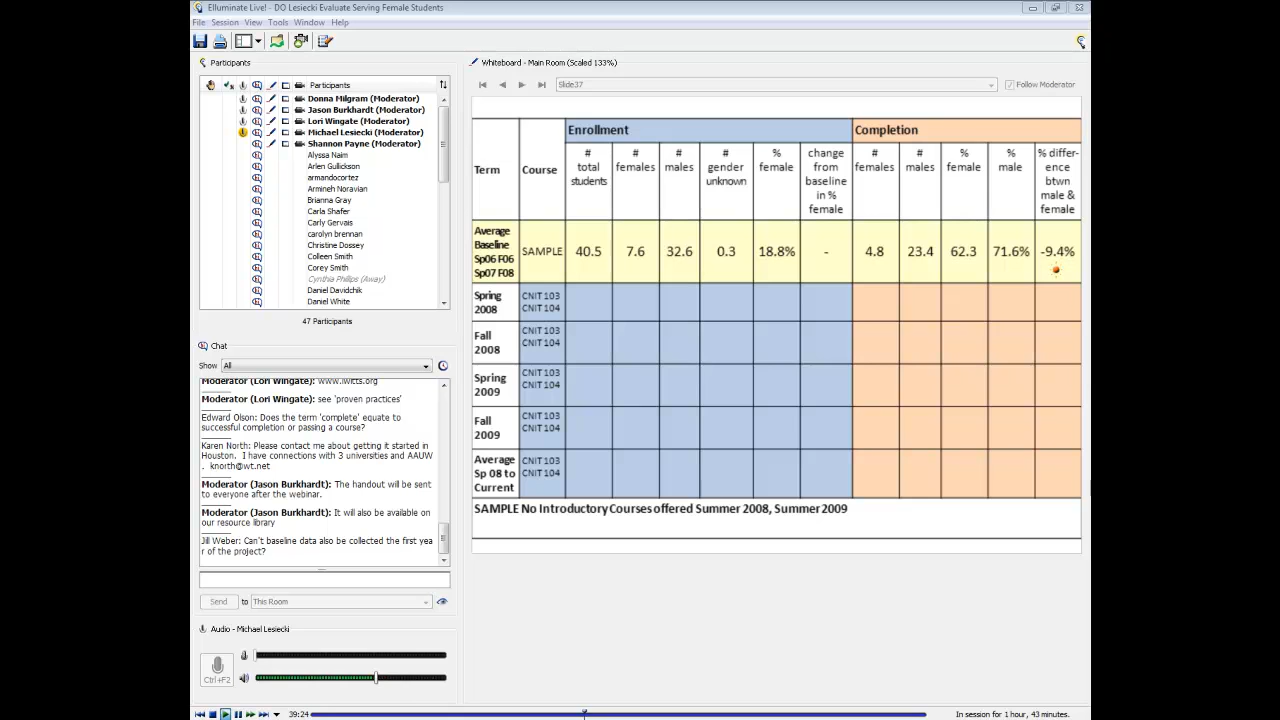 Elluminate Live! - DO Lesiecki Evaluate Serving Female Students
File Session View Tools Window Help
Participants
Participants
Donna Milgram (Moderator)
Jason Burkhardt (Moderator)
Lori Wingate (Moderator)
Michael Lesiecki (Moderator)
Shannon Payne (Moderator)
Alyssa Naim
Arlen Gullickson
armandocortez
Armineh Noravian
Brianna Gray
Carla Shafer
Carly Gervais
carolyn brennan
Christine Dossey
Colleen Smith
Corey Smith
Cynthia Phillips (Away)
Daniel Davidchik
Daniel White
47 Participants
Chat
Show All
Moderator (Lori Wingate): www.iwitts.org
Moderator (Lori Wingate): see 'proven practices'
Edward Olson: Does the term 'complete' equate to
successful completion or passing a course?
Karen North: Please contact me about getting it started in
Houston. I have connections with 3 universities and AAUW
. knorth@wt.net
Moderator (Jason Burkhardt): The handout will be sent
to everyone after the webinar.
Moderator (Jason Burkhardt): It will also be available on
our resource library
Jill Weber: Can't baseline data also be collected the first yea
r of the project?
Send to This Room
Audio - Michael Lesiecki
Ctrl+F2
39:24
In session for 1 hour, 43 minutes.
Whiteboard - Main Room (Scaled 133%)
Slide37
Follow Moderator
Enrollment Completion
Term Course # total students # females # males # gender unknown % female change from baseline in % female # females # males % female % male % differ-ence btwn male & female
Average Baseline Sp06 F06 Sp07 F08 SAMPLE 40.5 7.6 32.6 0.3 18.8% - 4.8 23.4 62.3 71.6% -9.4%
Spring 2008 CNIT 103 CNIT 104
Fall 2008 CNIT 103 CNIT 104
Spring 2009 CNIT 103 CNIT 104
Fall 2009 CNIT 103 CNIT 104
Average Sp 08 to Current CNIT 103 CNIT 104
SAMPLE No Introductory Courses offered Summer 2008, Summer 2009